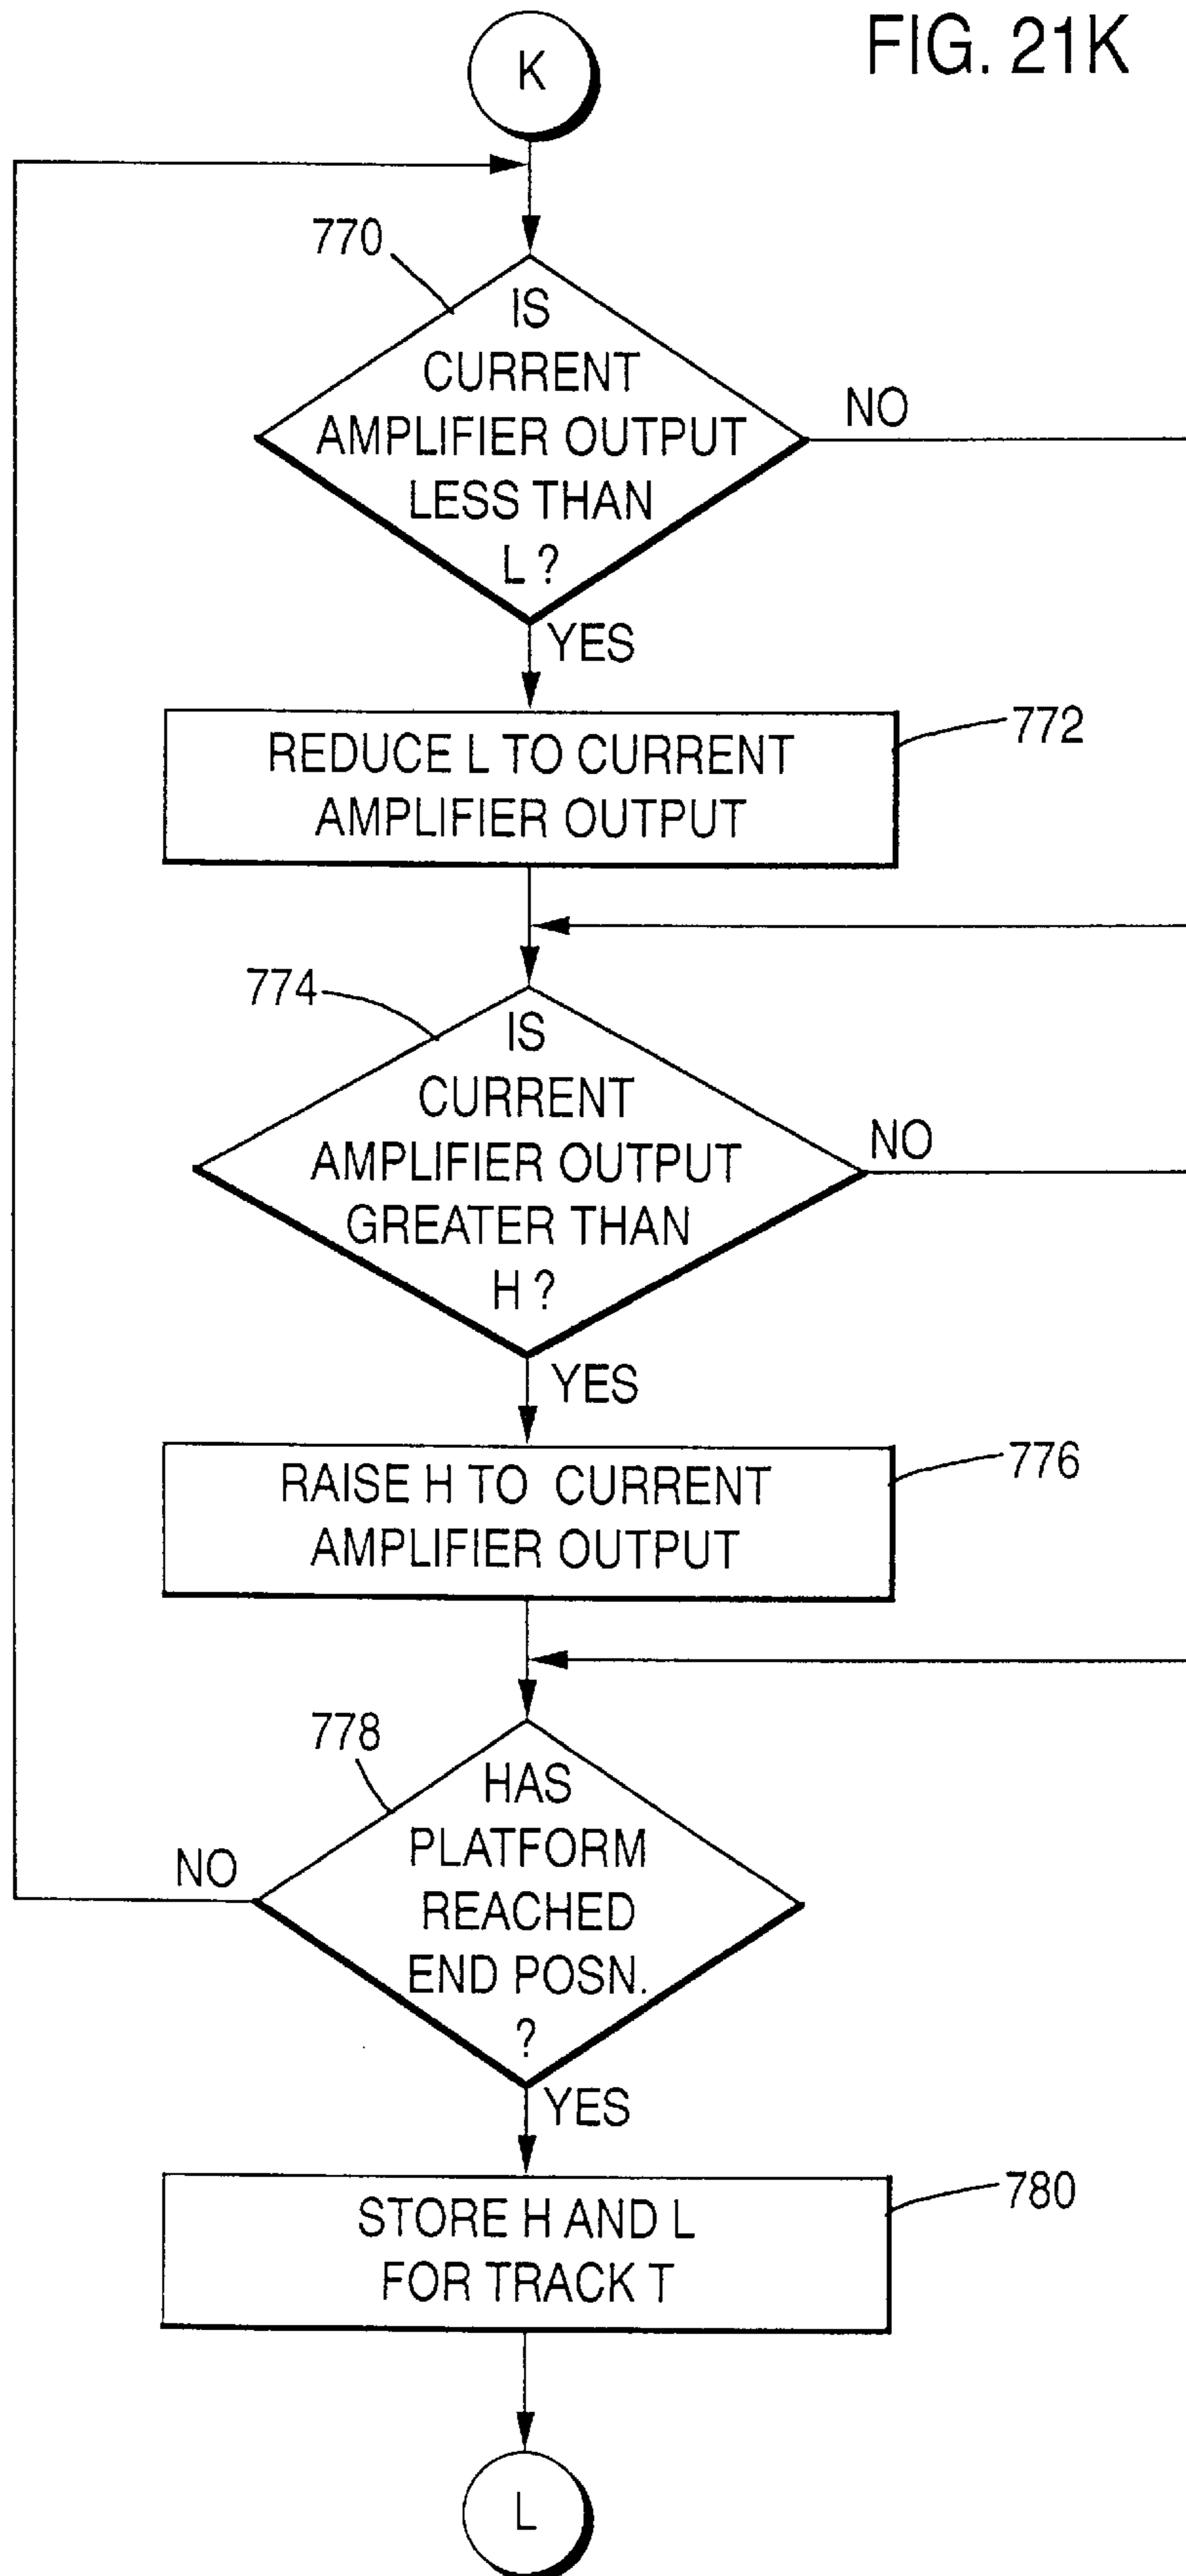 FIG. 21K
K
770
IS
CURRENT
AMPLIFIER OUTPUT
LESS THAN
L ?
NO
YES
REDUCE L TO CURRENT
AMPLIFIER OUTPUT
772
774
IS
CURRENT
AMPLIFIER OUTPUT
GREATER THAN
H ?
NO
YES
RAISE H TO CURRENT
AMPLIFIER OUTPUT
776
778
HAS
PLATFORM
REACHED
END POSN.
?
NO
YES
STORE H AND L
FOR TRACK T
780
L